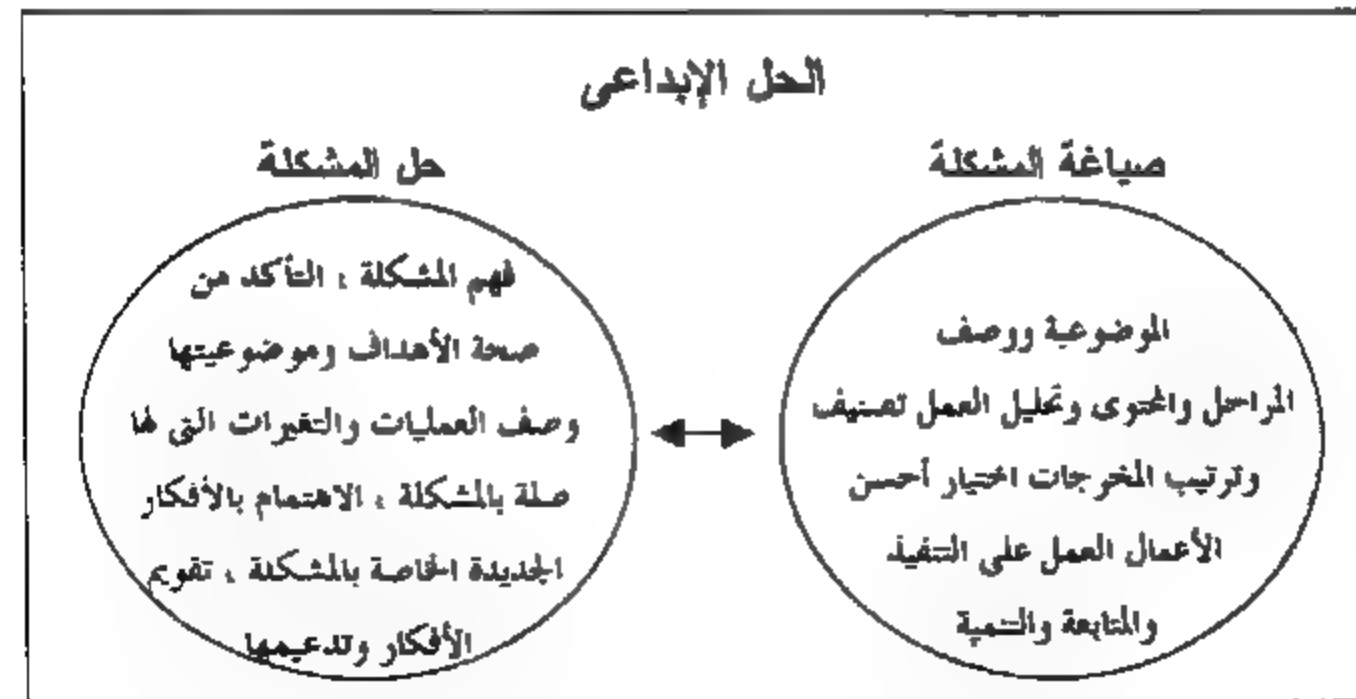 الحل الإبداعى
صياغة المشكلة
الموضوعية ووصف
المراحل والمحتوى وتحليل العمل تصنيف
وترتيب المخرجات اختيار أحسن
الأعمال العمل على التنفيذ
والمتابعة والتنمية
حل المشكلة
فهم المشكلة ، التأكد من
صحة الأهداف وموضوعيتها
وصف العمليات والتغيرات التى لها
صلة بالمشكلة ، الاهتمام بالأفكار
الجديدة الخاصة بالمشكلة ، تقويم
الأفكار وتدعيمها